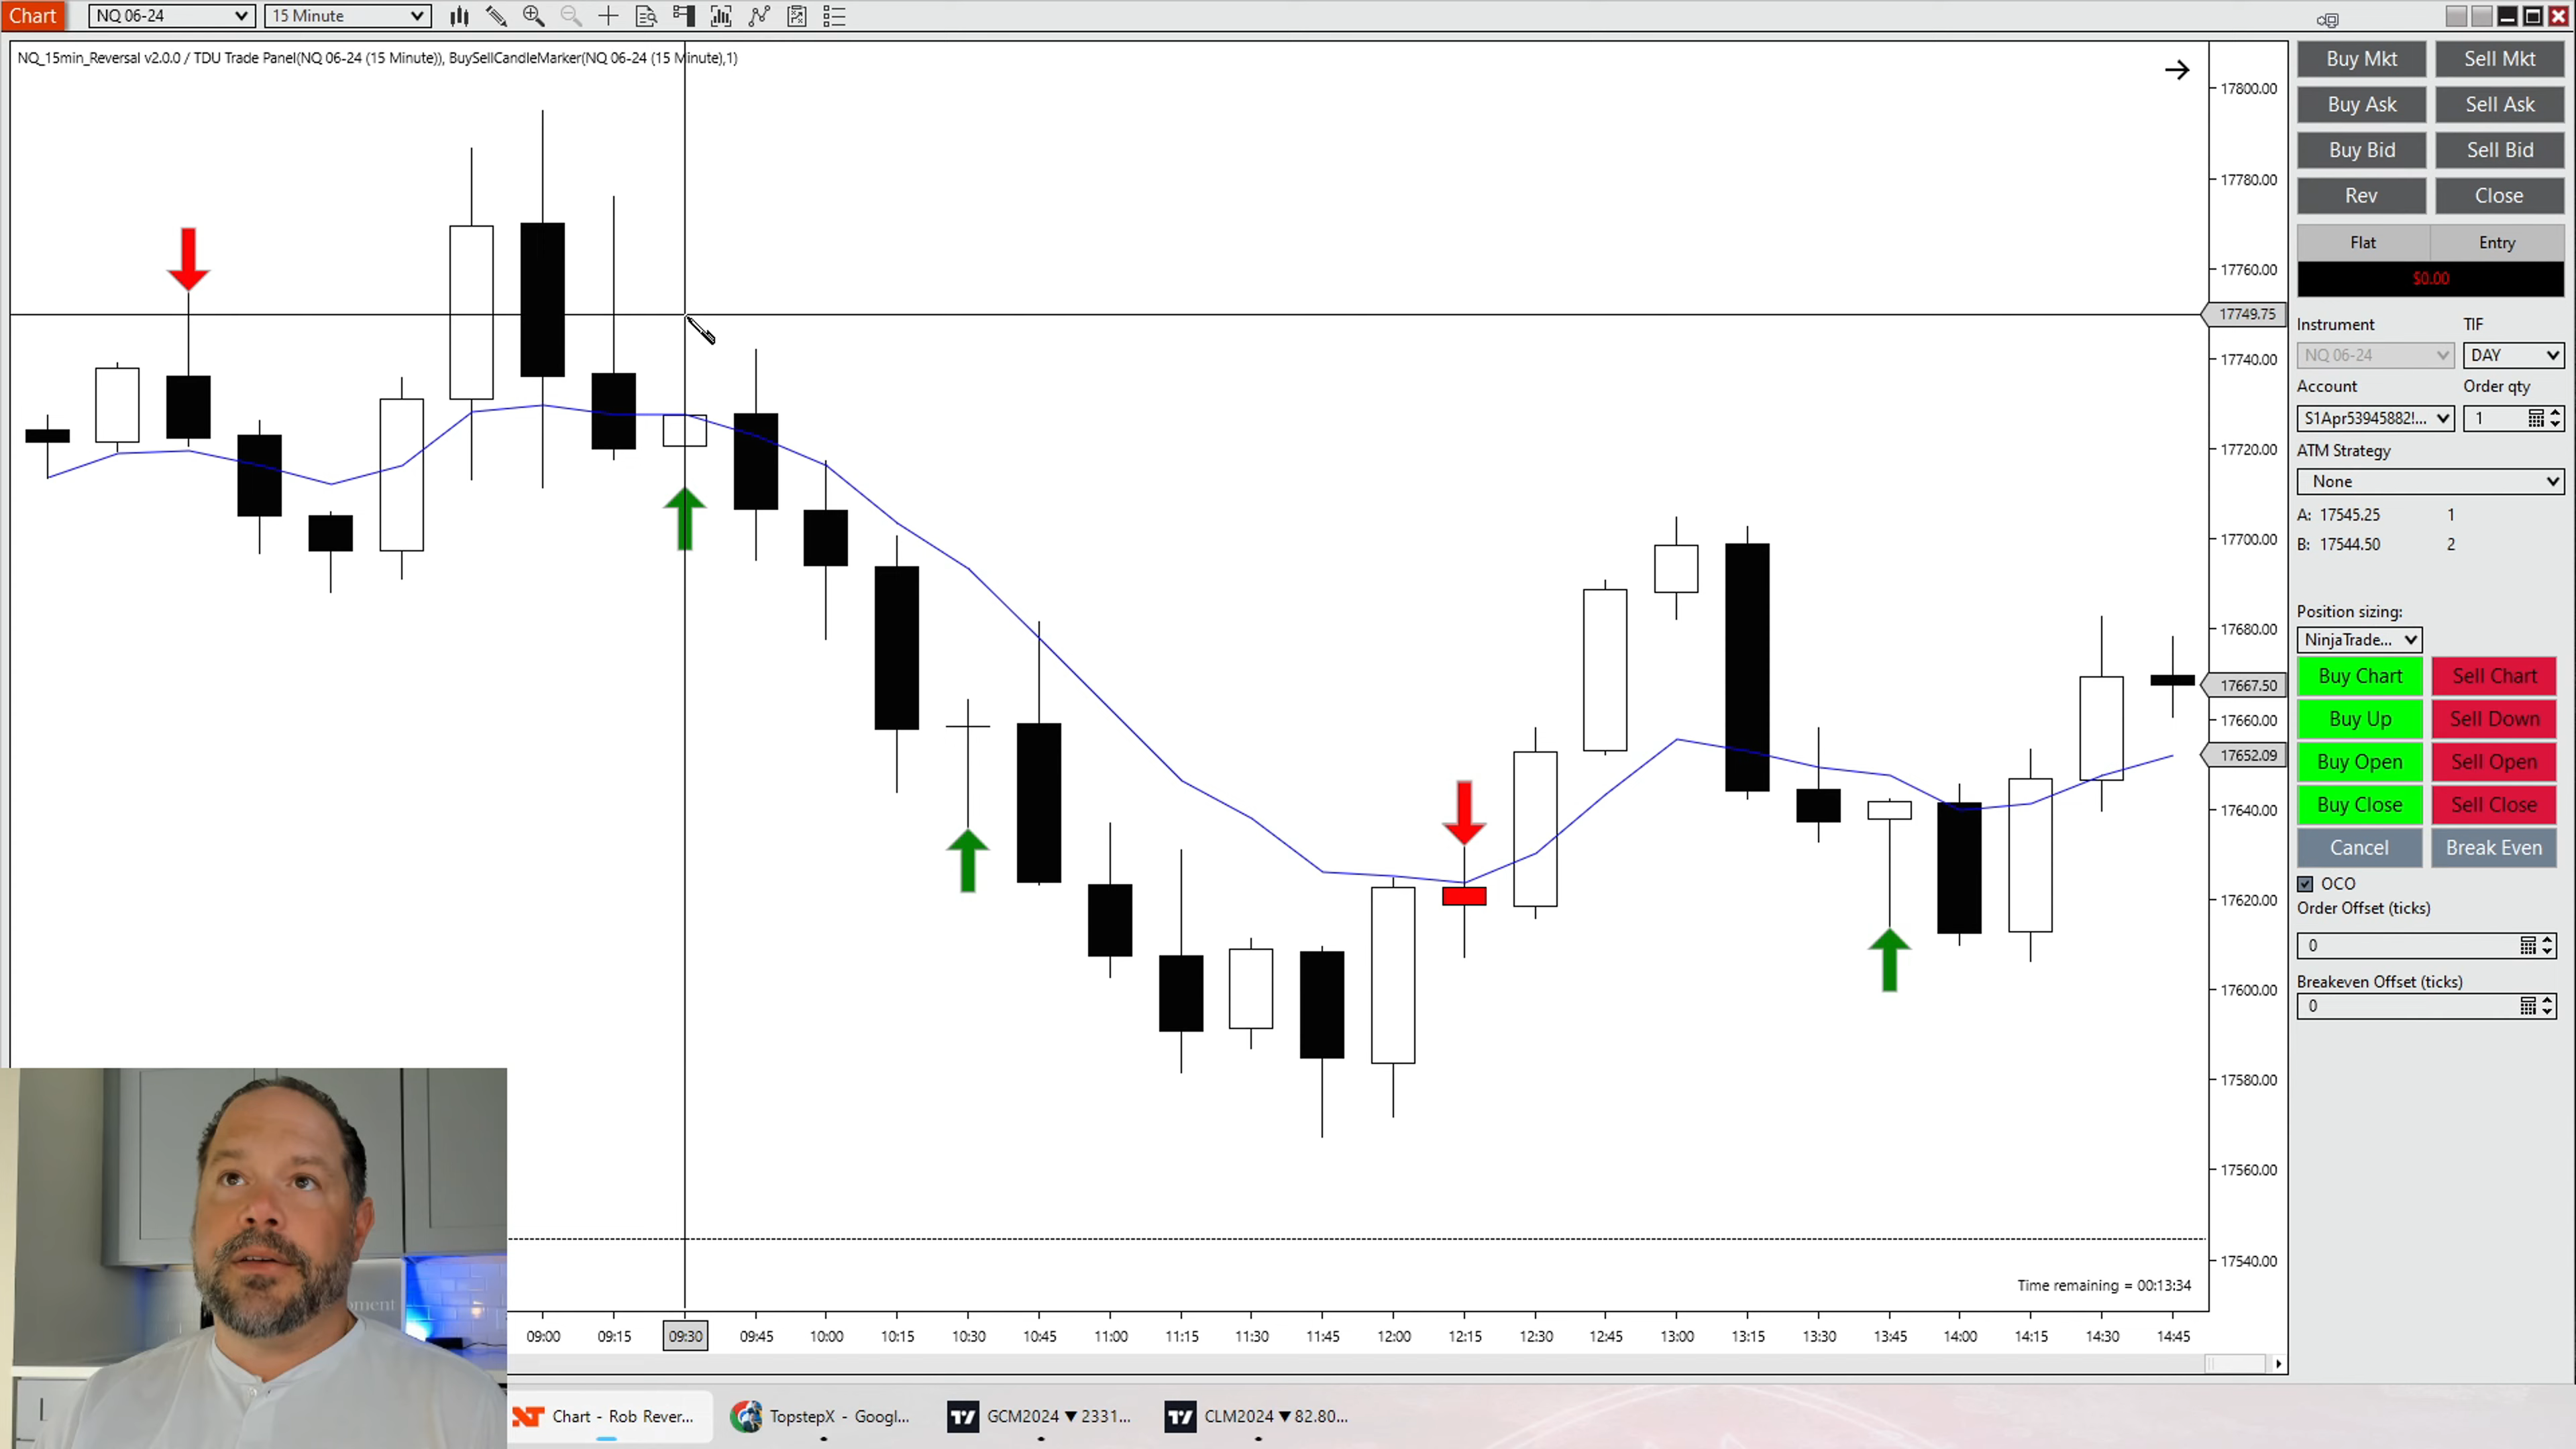 Chart NQ 06-24 15 Minute
NQ_15min_Reversal v2.0.0 / TDU Trade Panel(NQ 06-24 (15 Minute)), BuySellCandleMarker(NQ 06-24 (15 Minute),1)
17800.00
17780.00
17760.00
17749.75
17740.00
17720.00
17700.00
17680.00
17667.50
17660.00
17652.09
17640.00
17620.00
17600.00
17580.00
17560.00
17540.00
Time remaining = 00:13:34
09:00 09:15 09:30 09:45 10:00 10:15 10:30 10:45 11:00 11:15 11:30 11:45 12:00 12:15 12:30 12:45 13:00 13:15 13:30 13:45 14:00 14:15 14:30 14:45
Buy Mkt Sell Mkt
Buy Ask Sell Ask
Buy Bid Sell Bid
Rev Close
Flat Entry
$0.00
Instrument TIF
NQ 06-24 DAY
Account Order qty
S1Apr53945882!... 1
ATM Strategy
None
A: 17545.25 1
B: 17544.50 2
Position sizing:
NinjaTrade...
Buy Chart Sell Chart
Buy Up Sell Down
Buy Open Sell Open
Buy Close Sell Close
Cancel Break Even
OCO
Order Offset (ticks)
0
Breakeven Offset (ticks)
0
Chart - Rob Rever... TopstepX - Googl... GCM2024 ▼ 2331... CLM2024 ▼ 82.80...